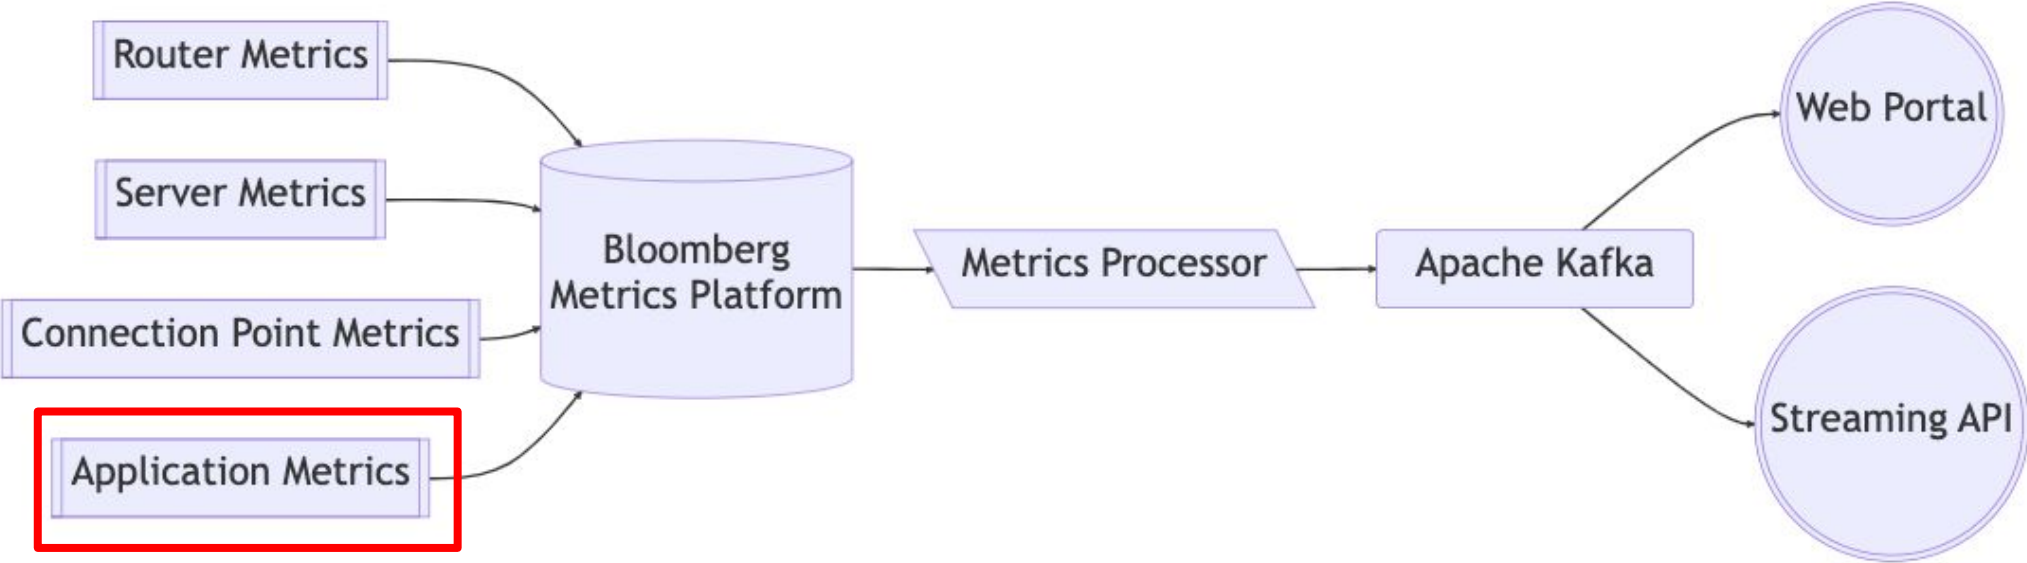 Router Metrics
Server Metrics
Connection Point Metrics
Application Metrics
Bloomberg
Metrics Platform
Metrics Processor
Apache Kafka
Web Portal
Streaming API